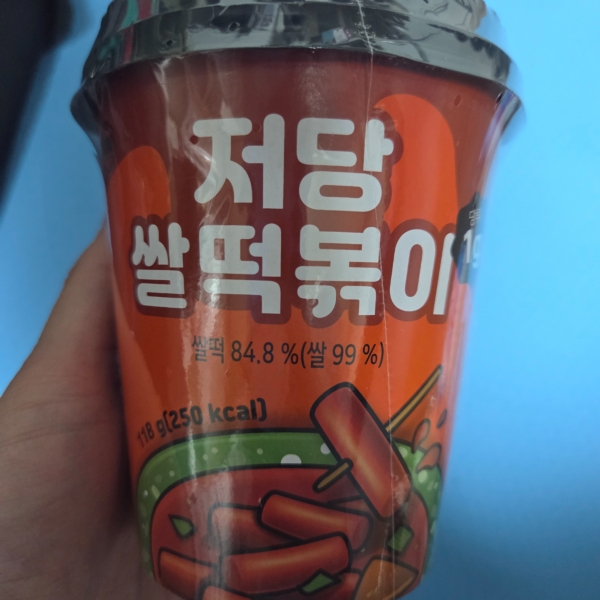 저당
쌀떡볶이
쌀떡 84.8 %(쌀 99 %)
118 g(250 kcal)